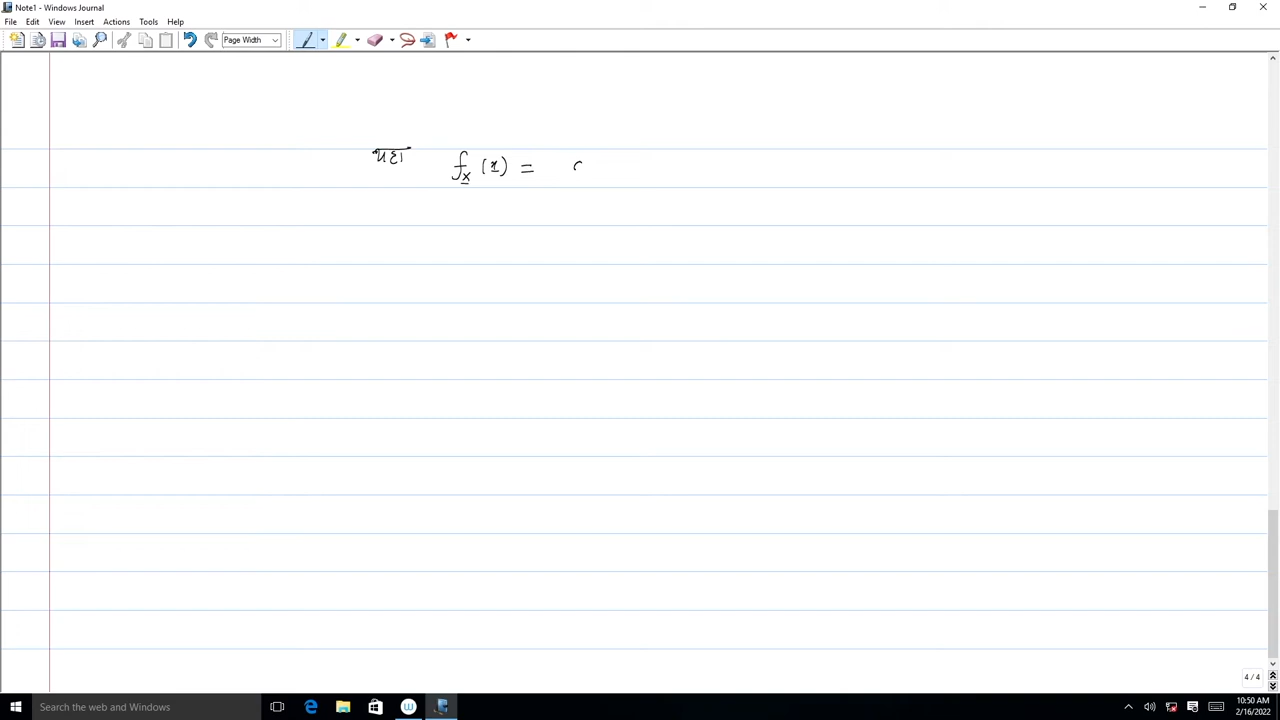 Note1 - Windows Journal
File Edit View Insert Actions Tools Help
Page Width
यहां f_x (x) =
4 / 4
Search the web and Windows
10:50 AM
2/16/2022